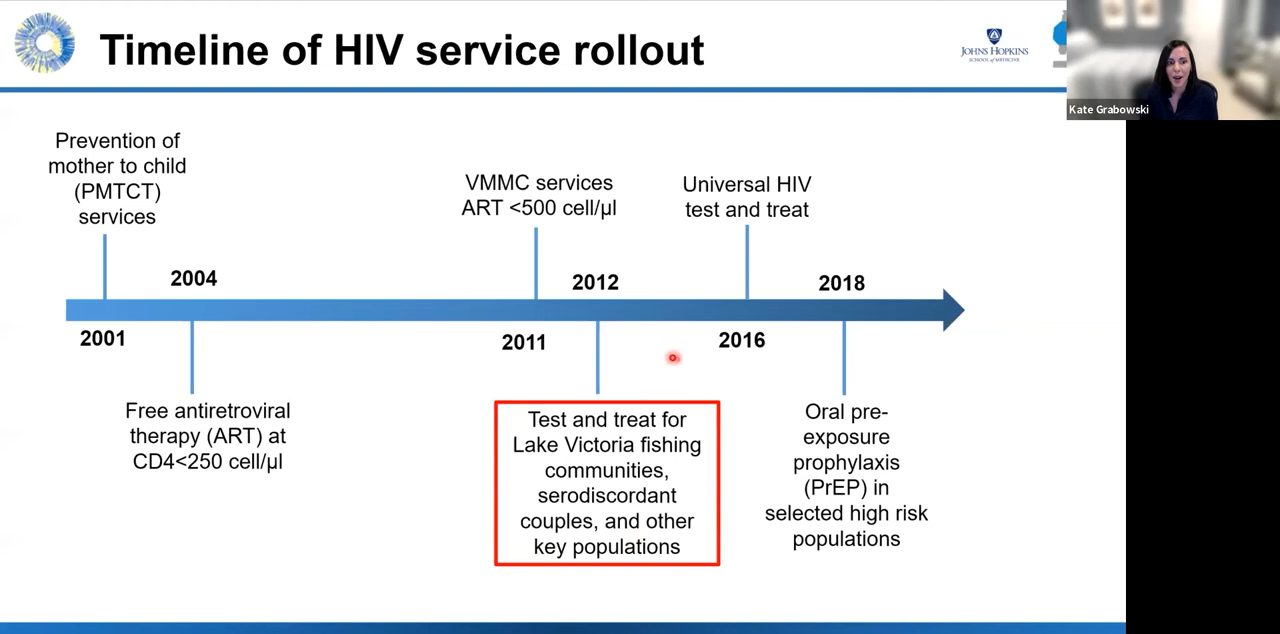 Timeline of HIV service rollout
JOHNS HOPKINS
SCHOOL of MEDICINE
Kate Grabowski
Prevention of
mother to child
(PMTCT)
services
VMMC services
ART <500 cell/µl
Universal HIV
test and treat
2004
2012
2018
2001
2011
2016
Free antiretroviral
therapy (ART) at
CD4<250 cell/µl
Test and treat for
Lake Victoria fishing
communities,
serodiscordant
couples, and other
key populations
Oral pre-
exposure
prophylaxis
(PrEP) in
selected high risk
populations